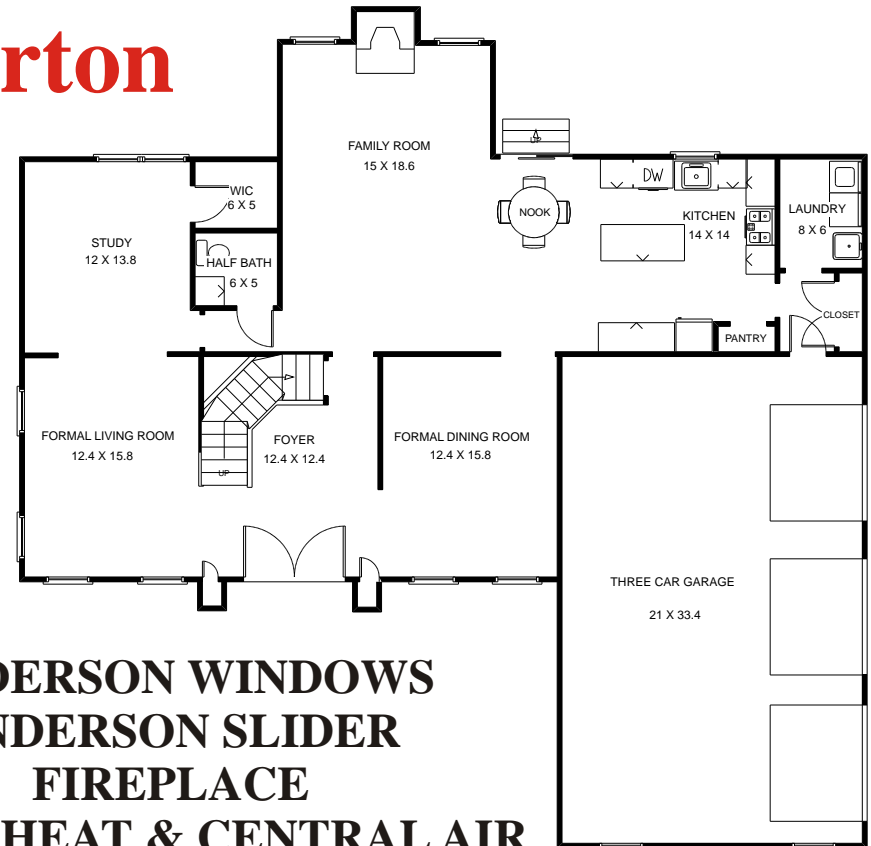 rton
FAMILY ROOM
15 X 18.6
UP
WIC
6 X 5
DW
KITCHEN
14 X 14
LAUNDRY
8 X 6
NOOK
STUDY
12 X 13.8
HALF BATH
6 X 5
CLOSET
PANTRY
FORMAL LIVING ROOM
12.4 X 15.8
UP
FOYER
12.4 X 12.4
FORMAL DINING ROOM
12.4 X 15.8
THREE CAR GARAGE
21 X 33.4
DERSON WINDOWS
NDERSON SLIDER
FIREPLACE
HEAT & CENTRAL AIR